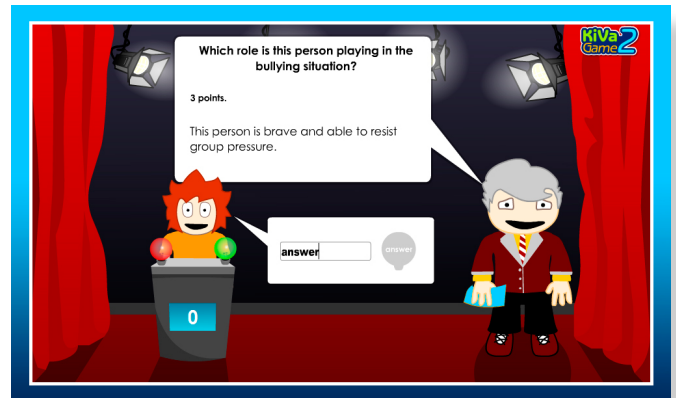 KiVa
Game 2
Which role is this person playing in the
bullying situation?
3 points.
This person is brave and able to resist
group pressure.
answer
answer
0